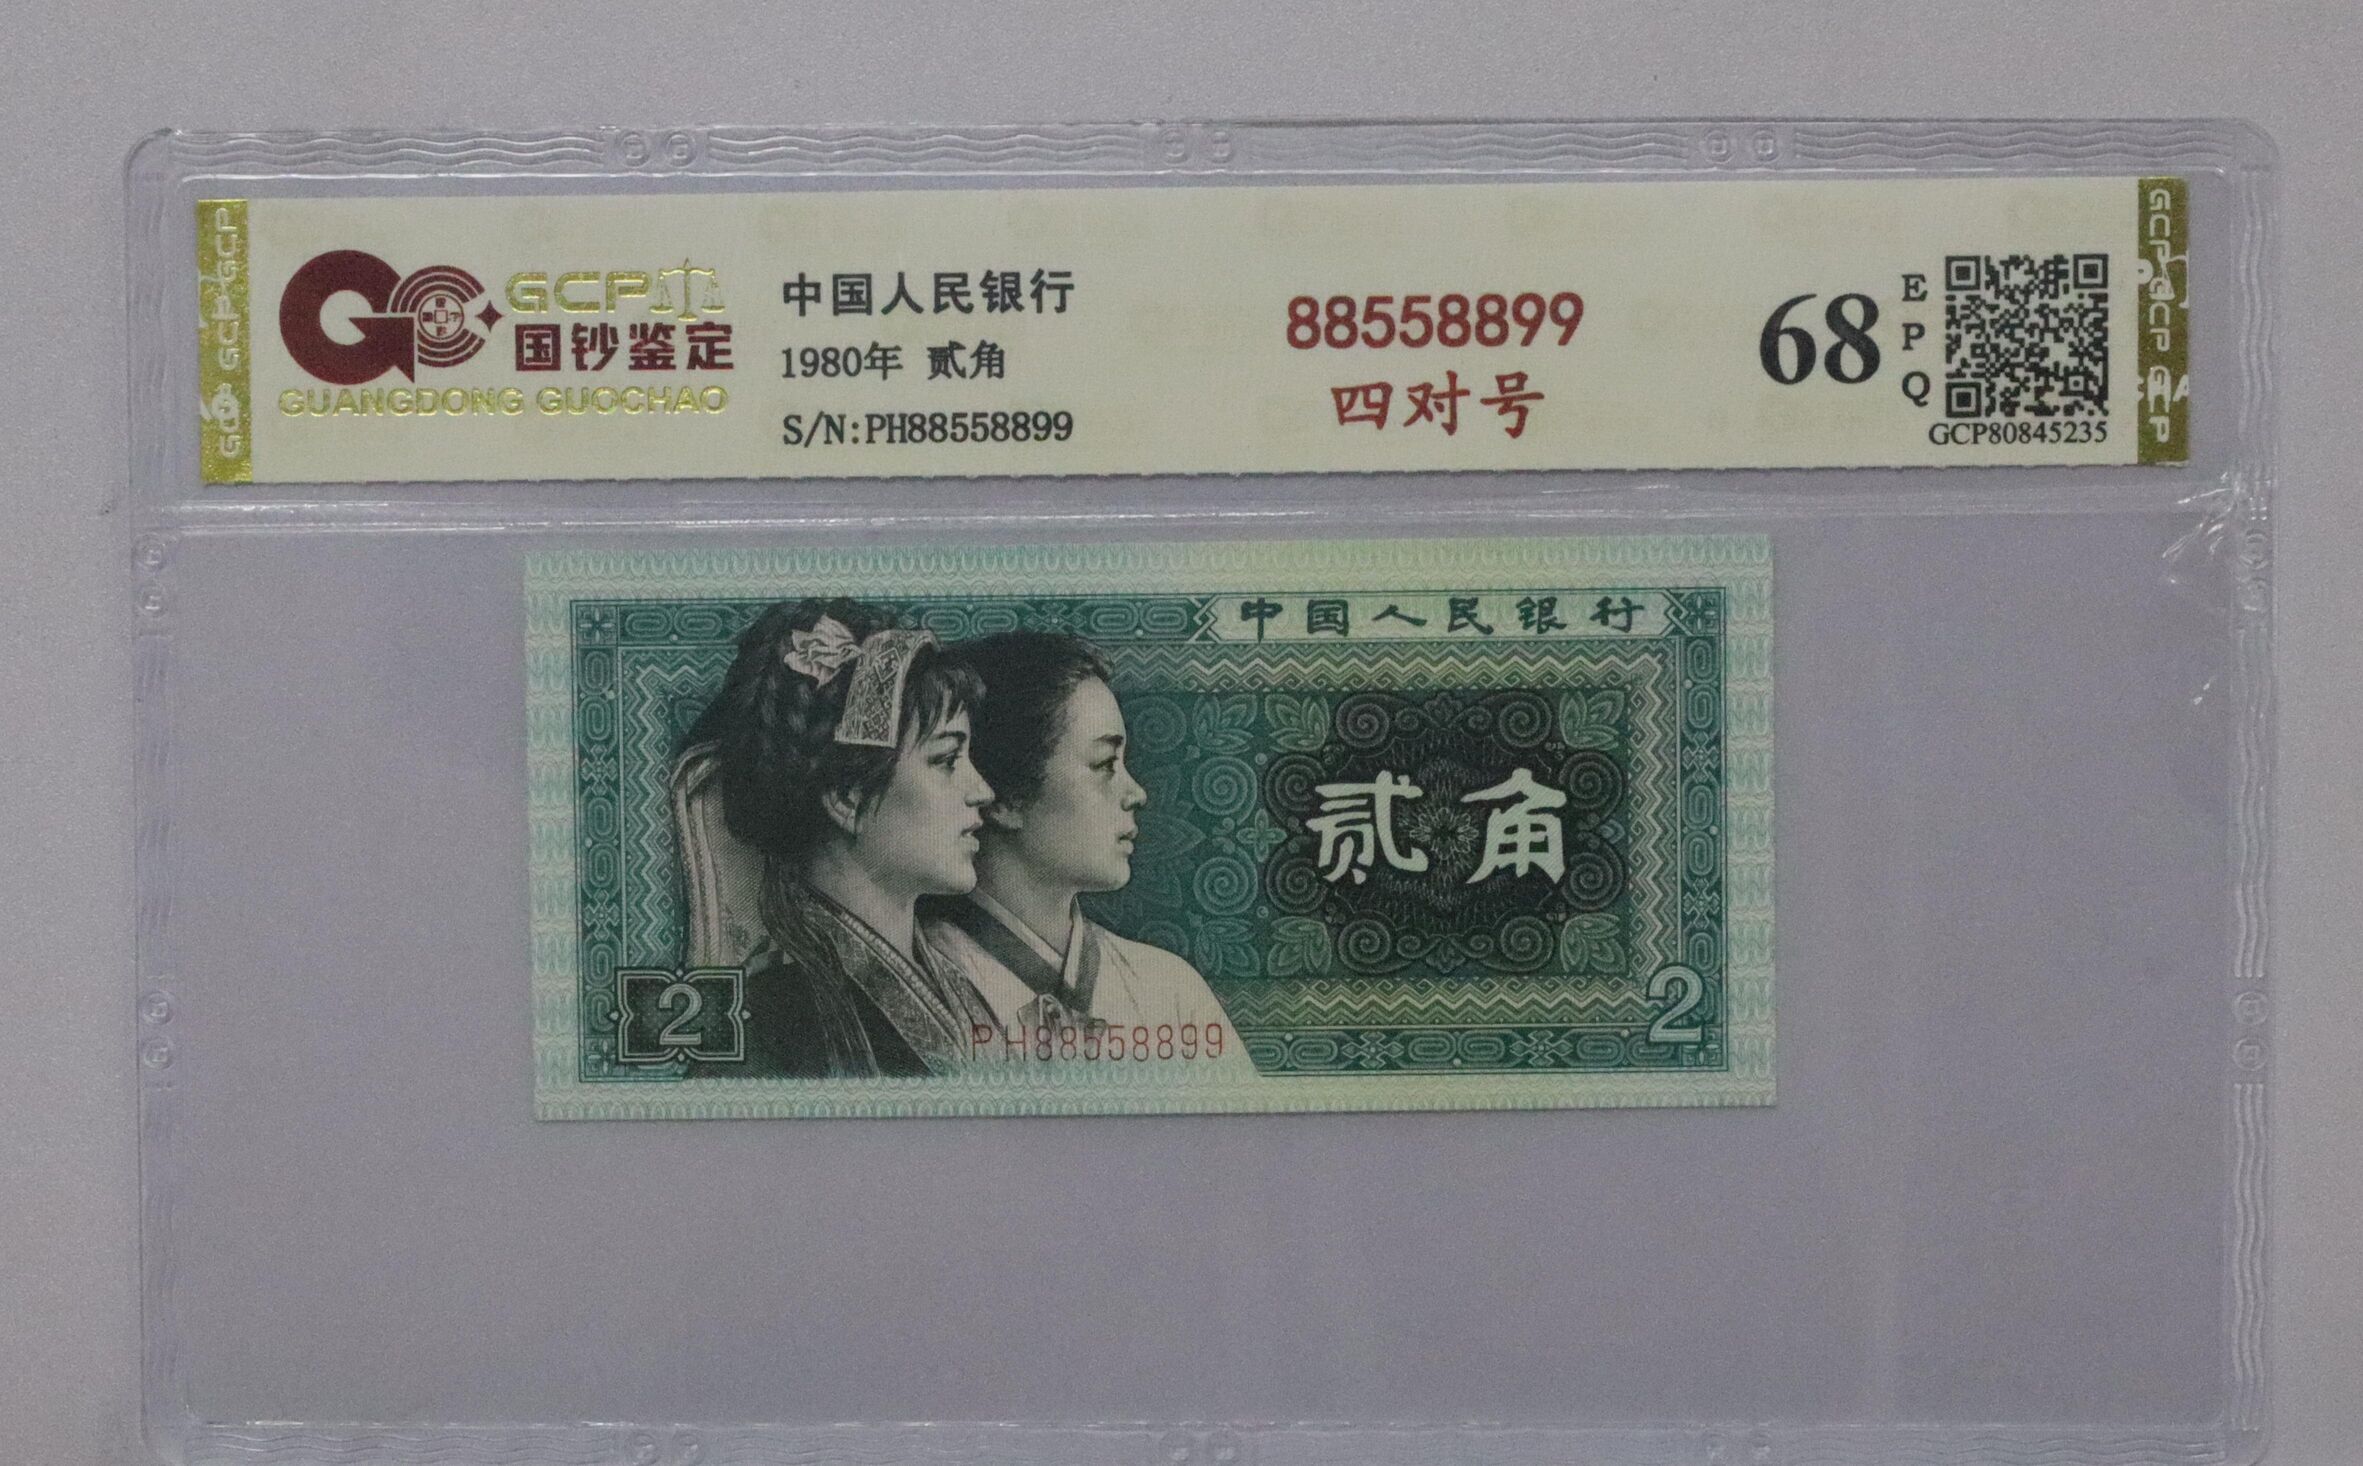 GCP
国钞鉴定
GUANGDONG GUOCHAO
中国人民银行
1980年 贰角
S/N:PH88558899
88558899
四对号
68
EPQ
GCP80845235
中国人民银行
贰角
2
2
PH88558899